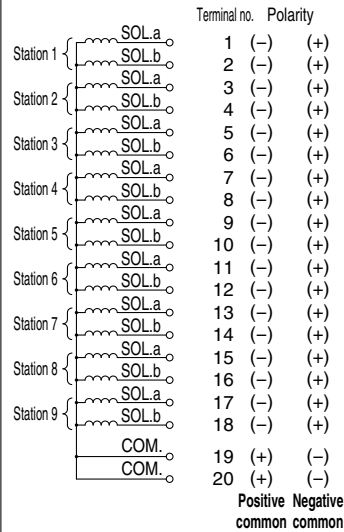 Terminal no. Polarity
Station 1 SOL.a 1 (–) (+)
SOL.b 2 (–) (+)
Station 2 SOL.a 3 (–) (+)
SOL.b 4 (–) (+)
Station 3 SOL.a 5 (–) (+)
SOL.b 6 (–) (+)
Station 4 SOL.a 7 (–) (+)
SOL.b 8 (–) (+)
Station 5 SOL.a 9 (–) (+)
SOL.b 10 (–) (+)
Station 6 SOL.a 11 (–) (+)
SOL.b 12 (–) (+)
Station 7 SOL.a 13 (–) (+)
SOL.b 14 (–) (+)
Station 8 SOL.a 15 (–) (+)
SOL.b 16 (–) (+)
Station 9 SOL.a 17 (–) (+)
SOL.b 18 (–) (+)
COM. 19 (+) (–)
COM. 20 (+) (–)
Positive Negative
common common